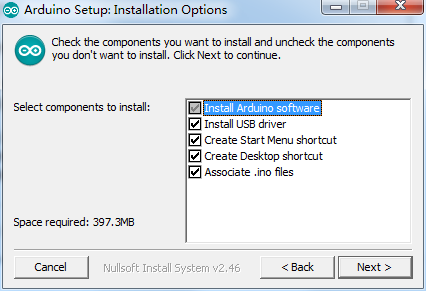 Arduino Setup: Installation Options
Check the components you want to install and uncheck the components
you don't want to install. Click Next to continue.
Select components to install:
Install Arduino software
Install USB driver
Create Start Menu shortcut
Create Desktop shortcut
Associate .ino files
Space required: 397.3MB
Cancel
Nullsoft Install System v2.46
< Back
Next >